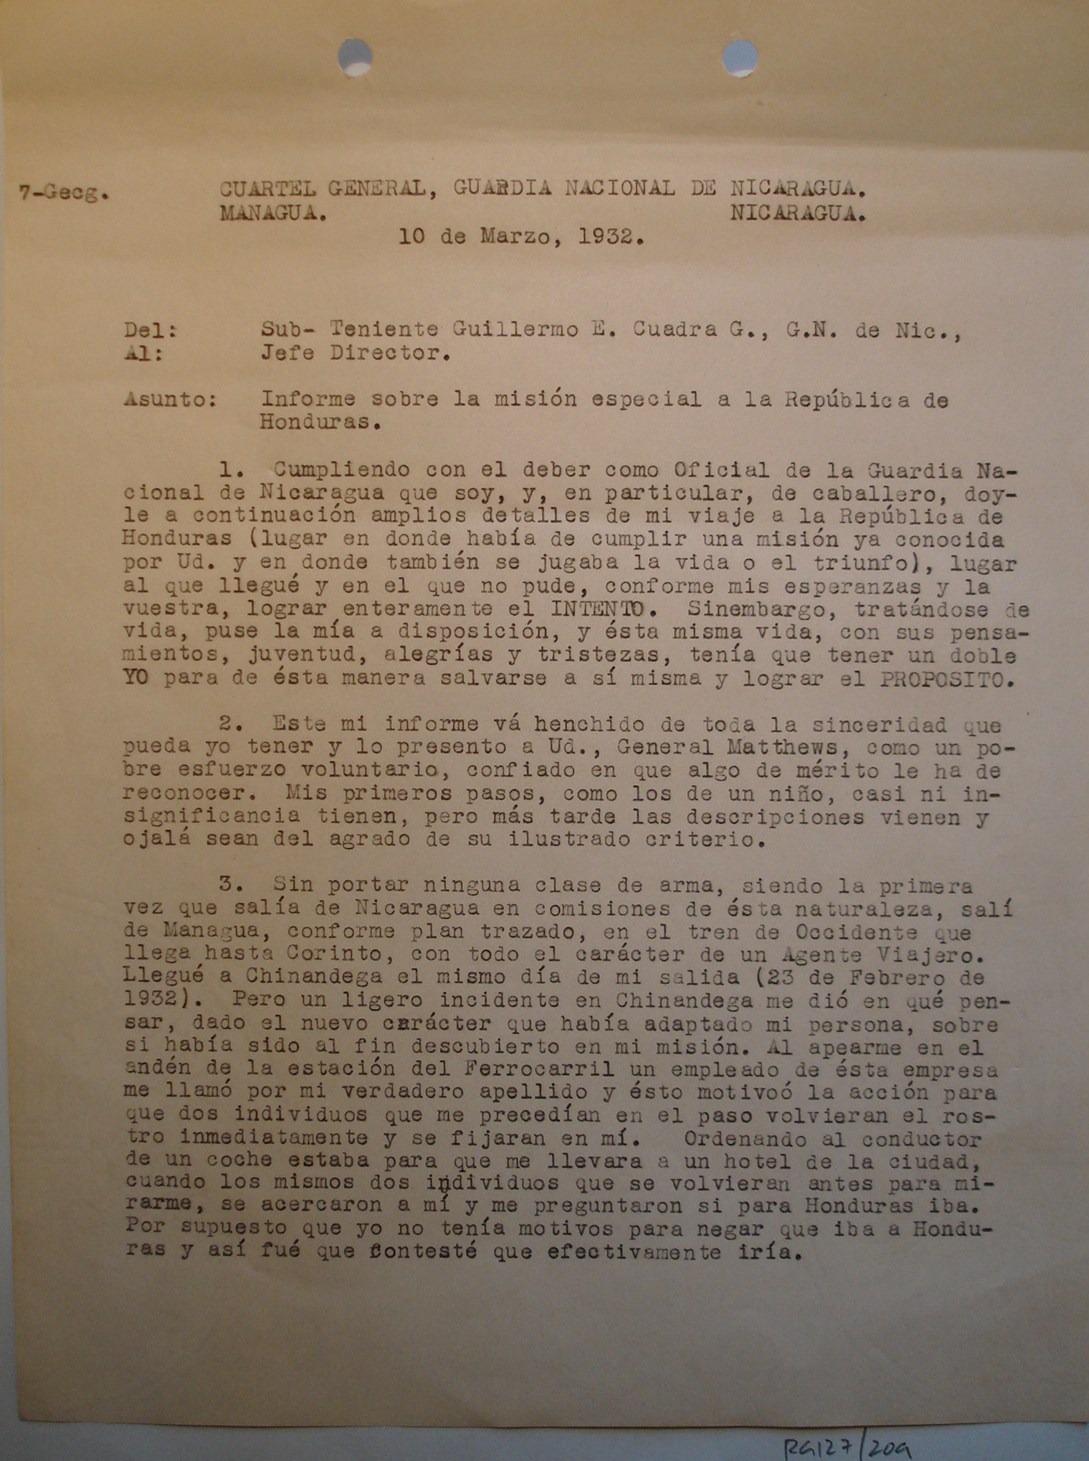 7-Gecg.
CUARTEL GENERAL, GUARDIA NACIONAL DE NICARAGUA.
MANAGUA. NICARAGUA.
10 de Marzo, 1932.
Del: Sub- Teniente Guillermo E. Cuadra G., G.N. de Nic.,
Al: Jefe Director.
Asunto: Informe sobre la misión especial a la República de
Honduras.
1. Cumpliendo con el deber como Oficial de la Guardia Na-
cional de Nicaragua que soy, y, en particular, de caballero, doy-
le a continuación amplios detalles de mi viaje a la República de
Honduras (lugar en donde había de cumplir una misión ya conocida
por Ud. y en donde también se jugaba la vida o el triunfo), lugar
al que llegué y en el que no pude, conforme mis esperanzas y la
vuestra, lograr enteramente el INTENTO. Sinembargo, tratándose de
vida, puse la mía a disposición, y ésta misma vida, con sus pensa-
mientos, juventud, alegrías y tristezas, tenía que tener un doble
YO para de ésta manera salvarse a sí misma y lograr el PROPOSITO.
2. Este mi informe vá henchido de toda la sinceridad que
pueda yo tener y lo presento a Ud., General Matthews, como un po-
bre esfuerzo voluntario, confiado en que algo de mérito le ha de
reconocer. Mis primeros pasos, como los de un niño, casi ni in-
significancia tienen, pero más tarde las descripciones vienen y
ojalá sean del agrado de su ilustrado criterio.
3. Sin portar ninguna clase de arma, siendo la primera
vez que salía de Nicaragua en comisiones de ésta naturaleza, salí
de Managua, conforme plan trazado, en el tren de Occidente que
llega hasta Corinto, con todo el carácter de un Agente Viajero.
Llegué a Chinandega el mismo día de mi salida (23 de Febrero de
1932). Pero un ligero incidente en Chinandega me dió en qué pen-
sar, dado el nuevo carácter que había adaptado mi persona, sobre
si había sido al fin descubierto en mi misión. Al apearme en el
andén de la estación del Ferrocarril un empleado de ésta empresa
me llamó por mi verdadero apellido y ésto motivoó la acción para
que dos individuos que me precedían en el paso volvieran el ros-
tro inmediatamente y se fijaran en mí. Ordenando al conductor
de un coche estaba para que me llevara a un hotel de la ciudad,
cuando los mismos dos individuos que se volvieran antes para mi-
rarme, se acercaron a mí y me preguntaron si para Honduras iba.
Por supuesto que yo no tenía motivos para negar que iba a Hondu-
ras y así fué que contesté que efectivamente iría.
RG127/209